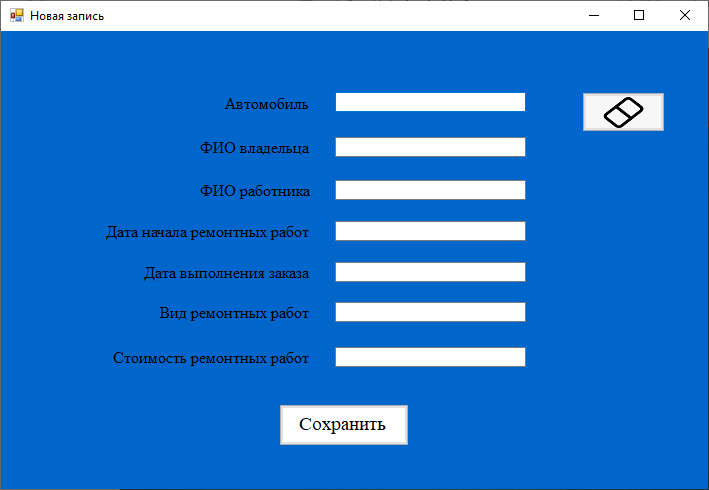 Новая запись
Автомобиль
ФИО владельца
ФИО работника
Дата начала ремонтных работ
Дата выполнения заказа
Вид ремонтных работ
Стоимость ремонтных работ
Сохранить